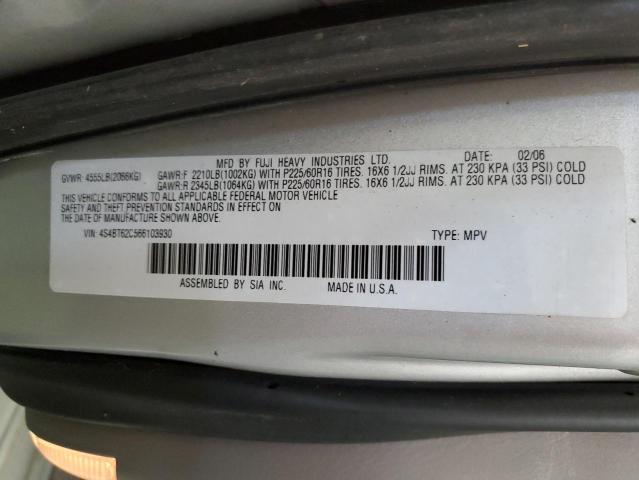 MFD BY FUJI HEAVY INDUSTRIES LTD. DATE: 02/06
GVWR: 4555LB(2066KG) GAWR:F 2210LB(1002KG) WITH P225/60R16 TIRES. 16X6 1/2JJ RIMS. AT 230 KPA (33 PSI) COLD
GAWR:R 2345LB(1064KG) WITH P225/60R16 TIRES. 16X6 1/2JJ RIMS. AT 230 KPA (33 PSI) COLD
THIS VEHICLE CONFORMS TO ALL APPLICABLE FEDERAL MOTOR VEHICLE
SAFETY AND THEFT PREVENTION STANDARDS IN EFFECT ON
THE DATE OF MANUFACTURE SHOWN ABOVE.
VIN: 4S4BT62C566103930 TYPE: MPV
ASSEMBLED BY SIA INC. MADE IN U.S.A.